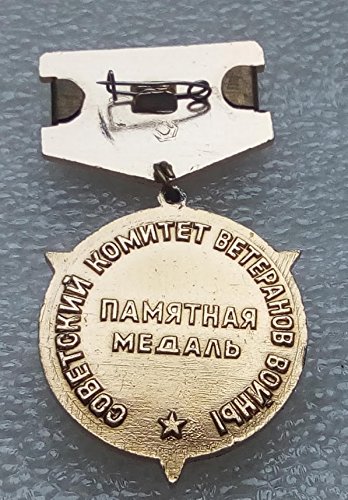 СОВЕТСКИЙ КОМИТЕТ ВЕТЕРАНОВ ВОЙНЫ
ПАМЯТНАЯ
МЕДАЛЬ